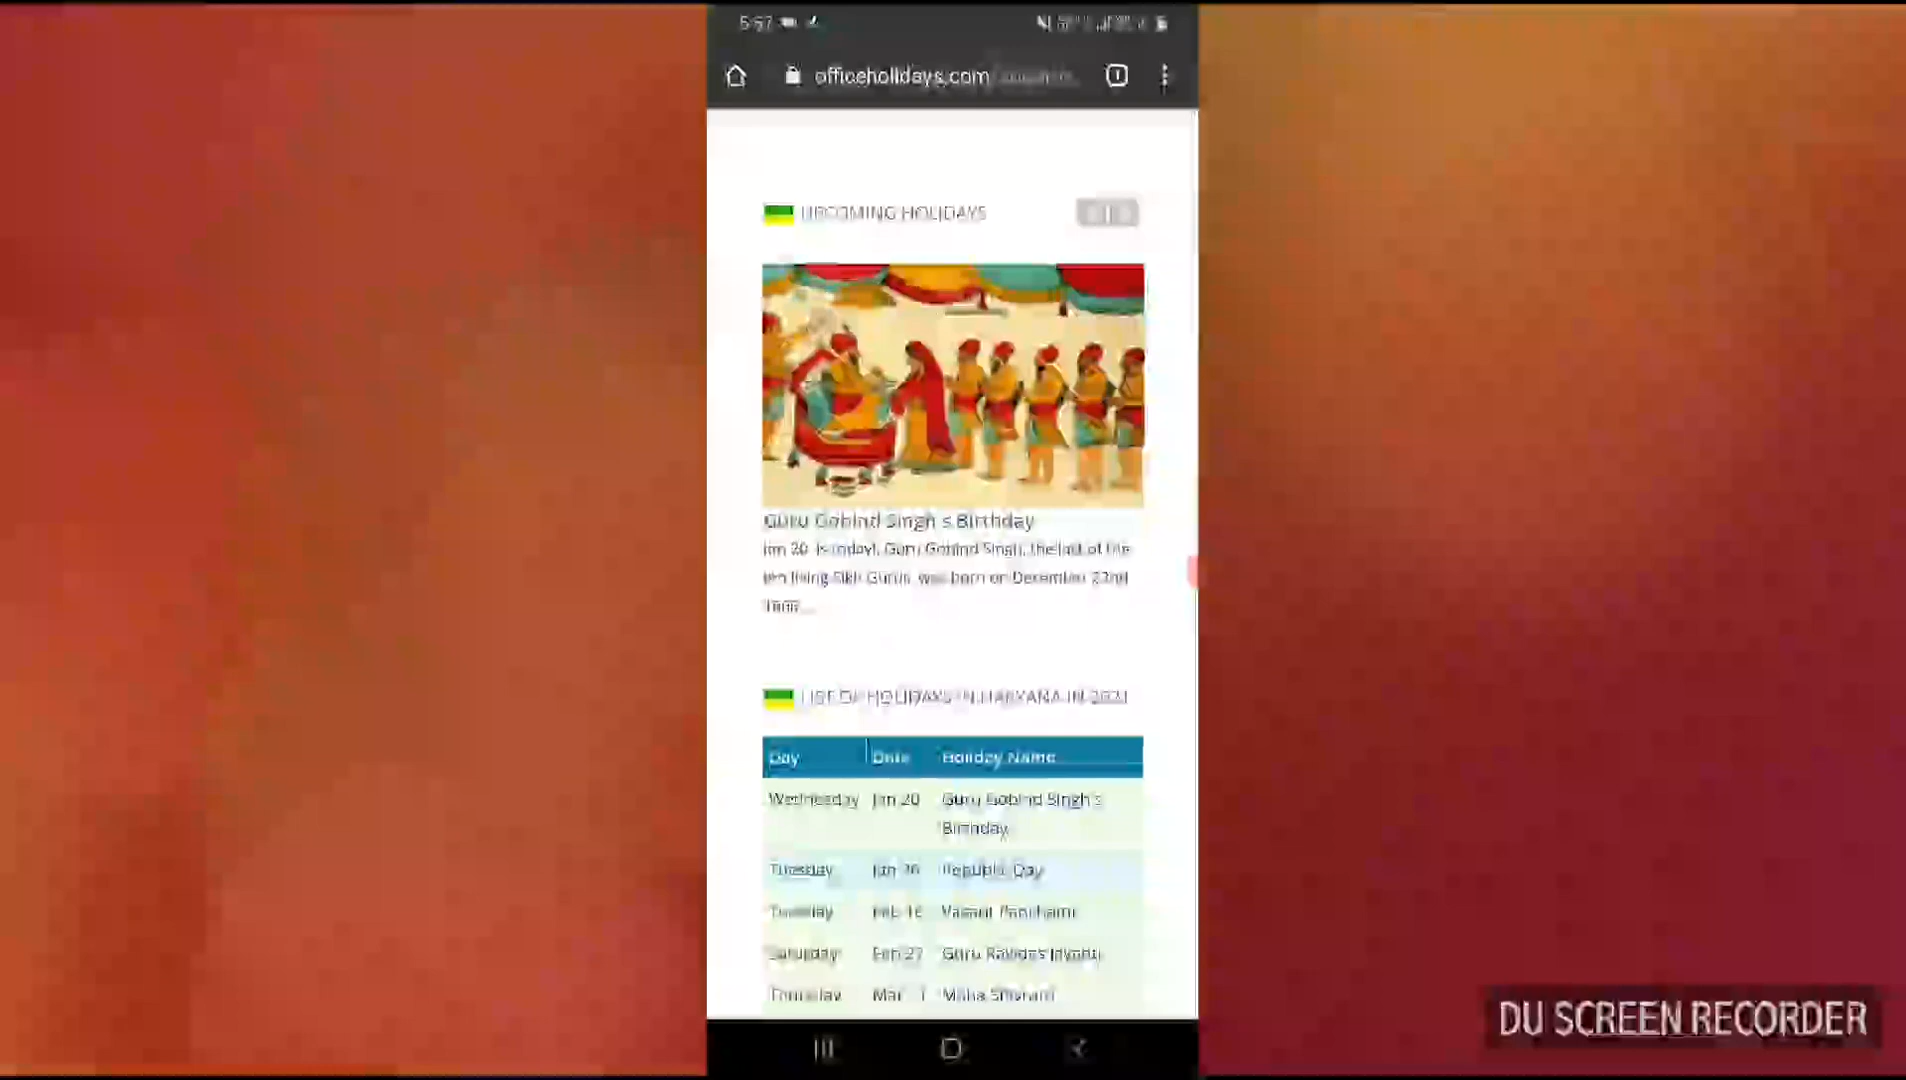 5:57
officeholidays.com
UPCOMING HOLIDAYS
Guru Gobind Singh's Birthday
Jan 20 is today!. Guru Gobind Singh, the last of the
ten living Sikh Gurus, was born on December 22nd
LIST OF HOLIDAYS IN HARYANA IN 2021
Day Date Holiday Name
Wednesday Jan 20 Guru Gobind Singh's
Birthday
Tuesday Jan 26 Republic Day
Tuesday Feb 16 Vasant Panchami
Saturday Feb 27 Guru Ravidas Jayanti
Thursday Mar Maha Shivratri
DU SCREEN RECORDER